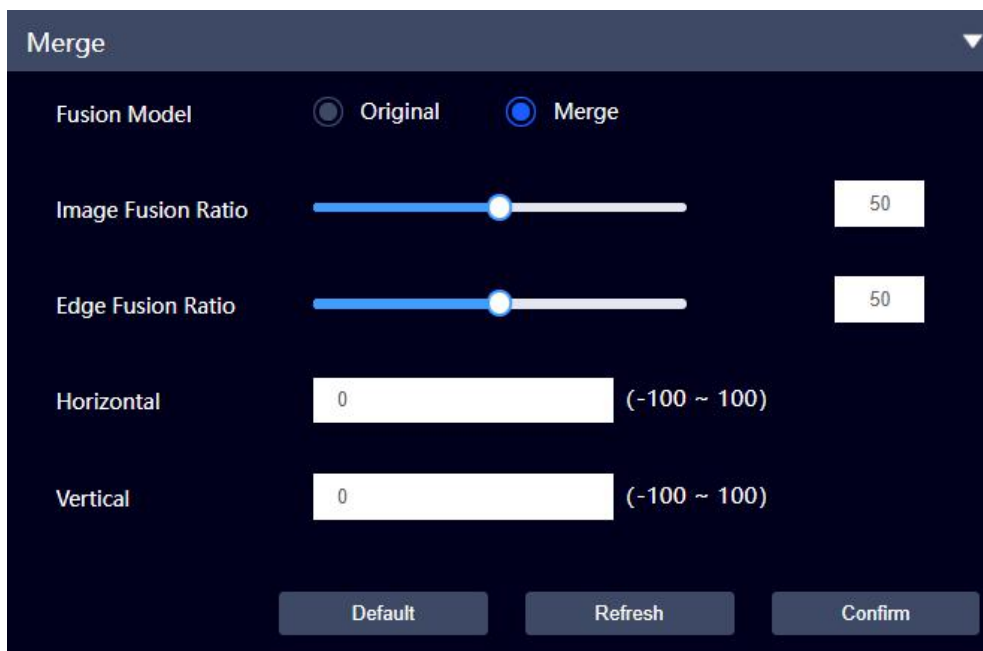 Merge
Fusion Model Original Merge
Image Fusion Ratio 50
Edge Fusion Ratio 50
Horizontal 0 (-100 ~ 100)
Vertical 0 (-100 ~ 100)
Default Refresh Confirm